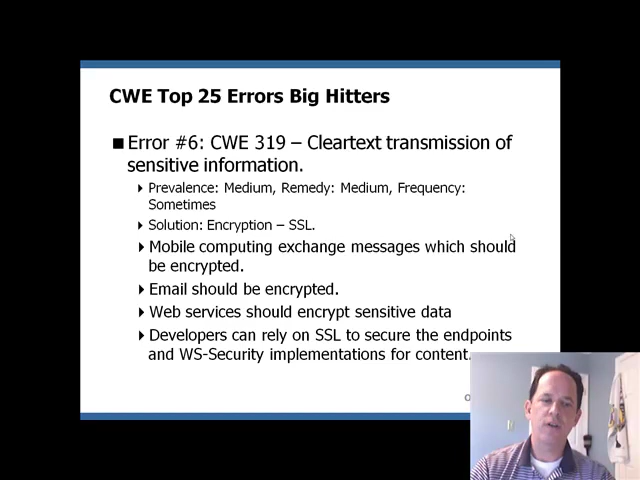 CWE Top 25 Errors Big Hitters
Error #6: CWE 319 – Cleartext transmission of
sensitive information.
Prevalence: Medium, Remedy: Medium, Frequency:
Sometimes
Solution: Encryption – SSL.
Mobile computing exchange messages which should
be encrypted.
Email should be encrypted.
Web services should encrypt sensitive data
Developers can rely on SSL to secure the endpoints
and WS-Security implementations for content.